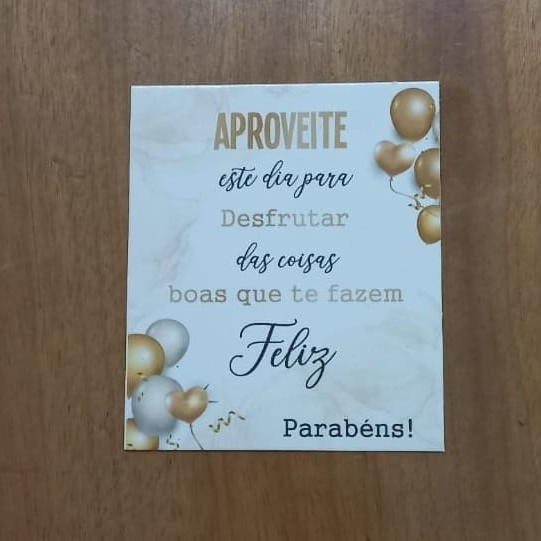 APROVEITE
este dia para
Desfrutar
das coisas
boas que te fazem
Feliz
Parabéns!